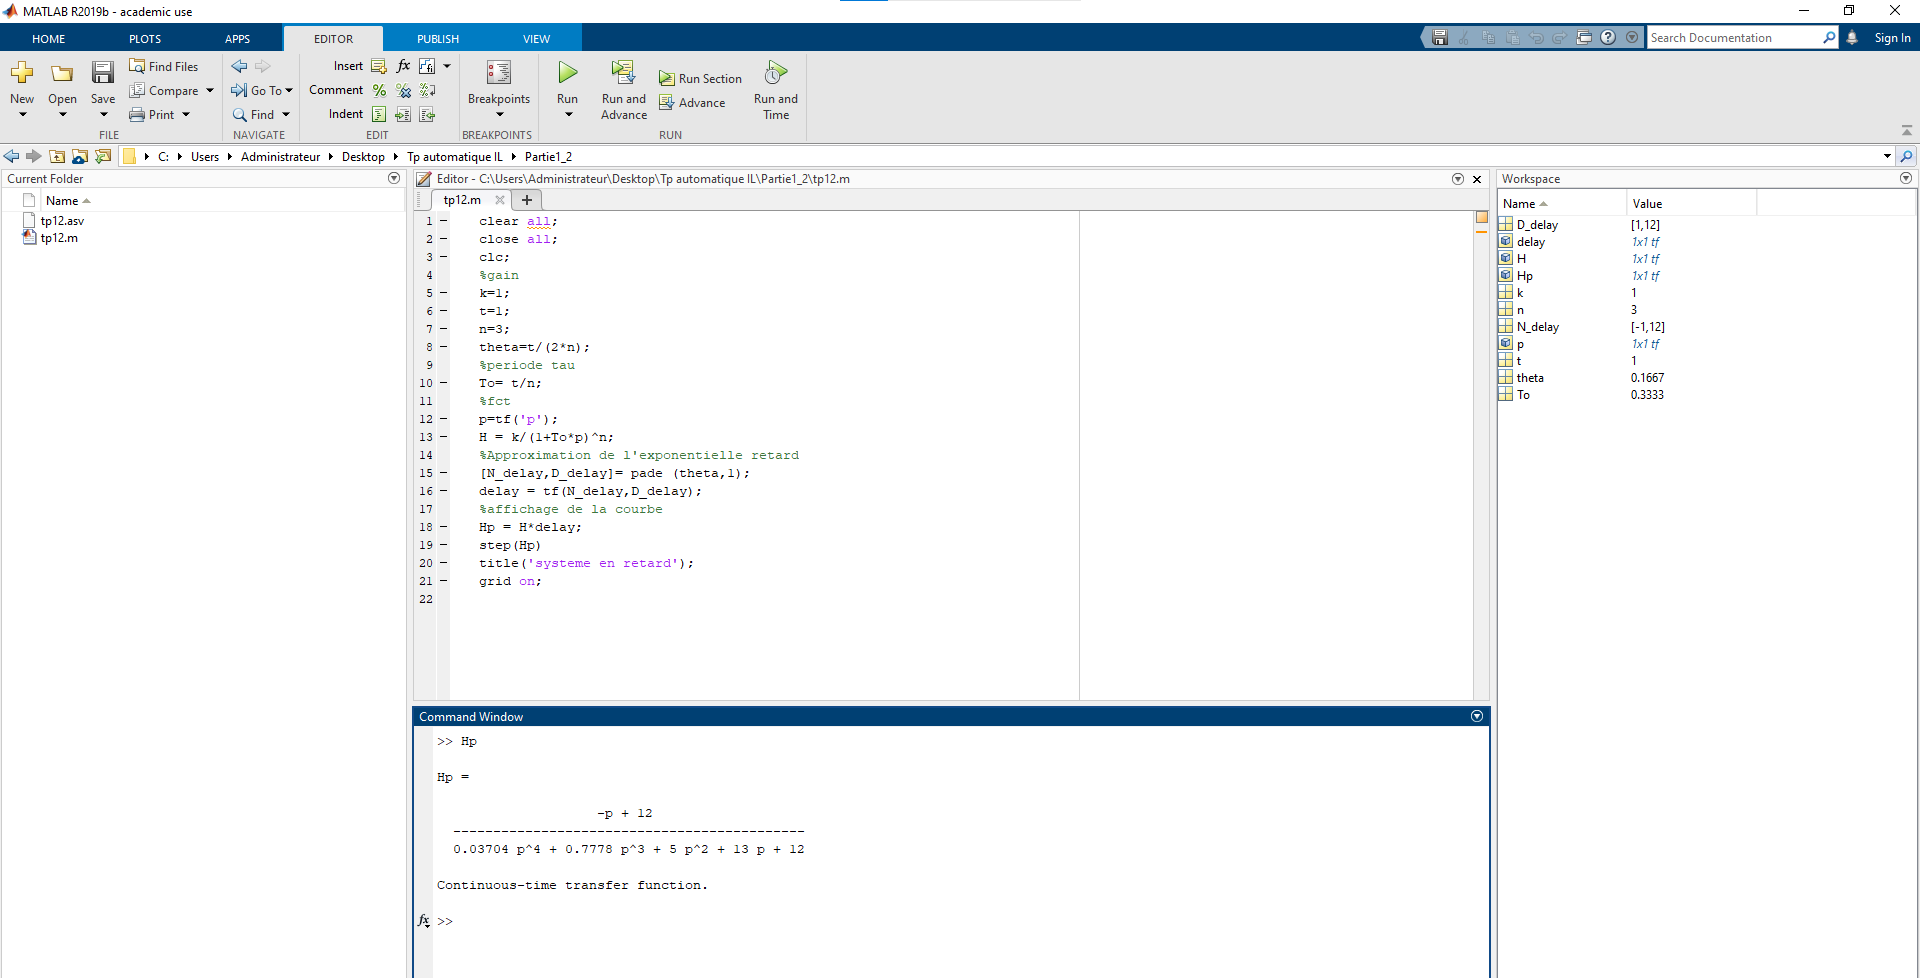 MATLAB R2019b - academic use
HOME PLOTS APPS EDITOR PUBLISH VIEW
Search Documentation
Sign In
New
Open
Save
Find Files
Compare
Print
FILE
Go To
Find
NAVIGATE
Insert
Comment
Indent
EDIT
Breakpoints
BREAKPOINTS
Run
Run and
Advance
Run Section
Advance
Run and
Time
RUN
C: Users Administrateur Desktop Tp automatique IL Partie1_2
Current Folder
Name
tp12.asv
tp12.m
Editor - C:\Users\Administrateur\Desktop\Tp automatique IL\Partie1_2\tp12.m
tp12.m
1 clear all;
2 close all;
3 clc;
4 %gain
5 k=1;
6 t=1;
7 n=3;
8 theta=t/(2*n);
9 %periode tau
10 To= t/n;
11 %fct
12 p=tf('p');
13 H = k/(1+To*p)^n;
14 %Approximation de l'exponentielle retard
15 [N_delay,D_delay]= pade (theta,1);
16 delay = tf(N_delay,D_delay);
17 %affichage de la courbe
18 Hp = H*delay;
19 step(Hp)
20 title('systeme en retard');
21 grid on;
22
Command Window
>> Hp
Hp =
-p + 12
--------------------------------------------
0.03704 p^4 + 0.7778 p^3 + 5 p^2 + 13 p + 12
Continuous-time transfer function.
fx >>
Workspace
Name Value
D_delay [1,12]
delay 1x1 tf
H 1x1 tf
Hp 1x1 tf
k 1
n 3
N_delay [-1,12]
p 1x1 tf
t 1
theta 0.1667
To 0.3333